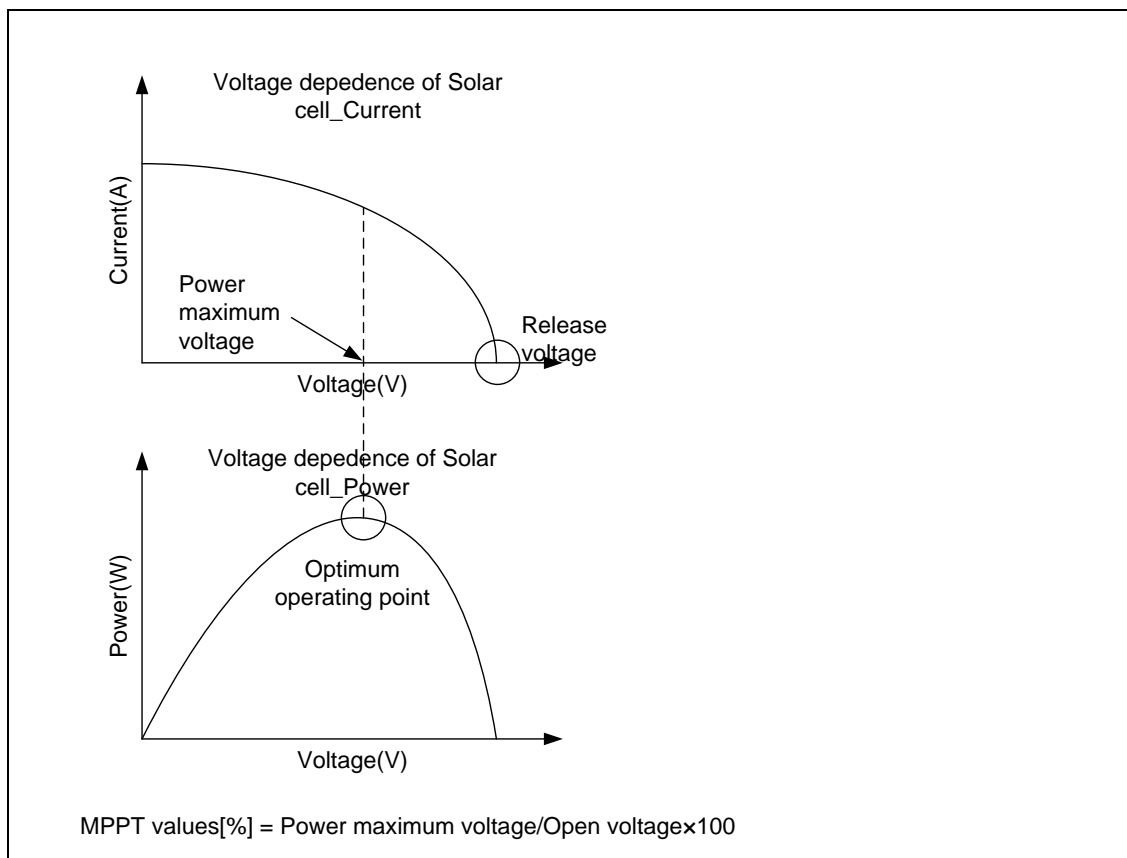 Voltage depedence of Solar
cell_Current
Current(A)
Power
maximum
voltage
Release
voltage
Voltage(V)
Voltage depedence of Solar
cell_Power
Power(W)
Optimum
operating point
Voltage(V)
MPPT values[%] = Power maximum voltage/Open voltage×100